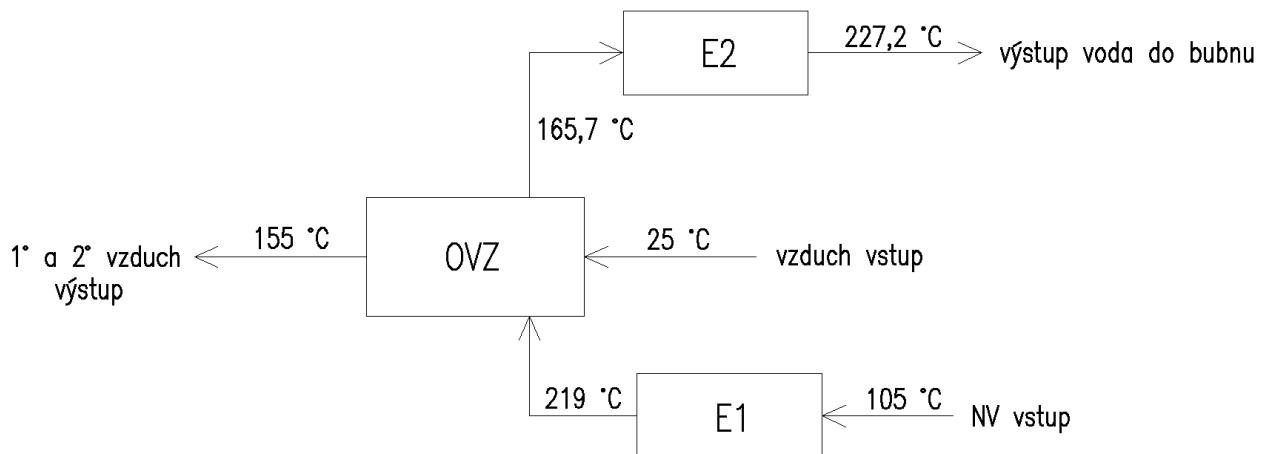 227,2 °C
E2
výstup voda do bubnu
165,7 °C
155 °C
25 °C
1° a 2° vzduch
výstup
OVZ
vzduch vstup
219 °C
105 °C
E1
NV vstup